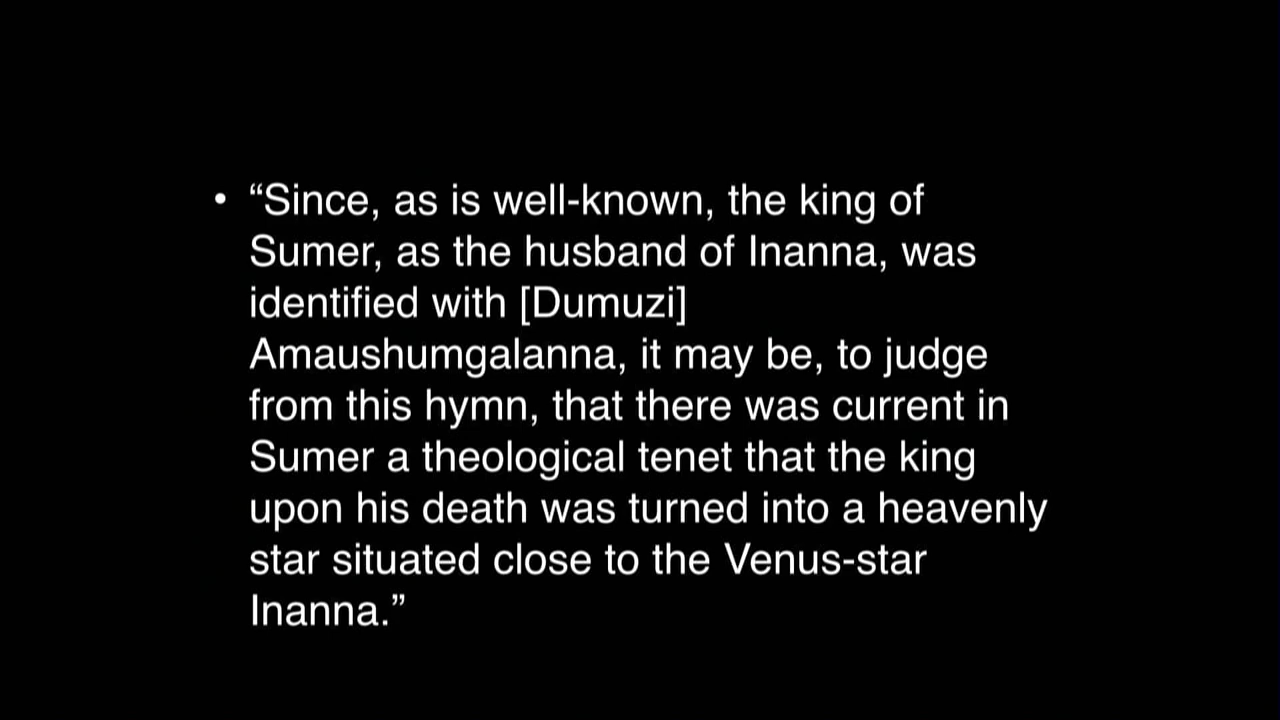 • “Since, as is well-known, the king of
Sumer, as the husband of Inanna, was
identified with [Dumuzi]
Amaushumgalanna, it may be, to judge
from this hymn, that there was current in
Sumer a theological tenet that the king
upon his death was turned into a heavenly
star situated close to the Venus-star
Inanna.”